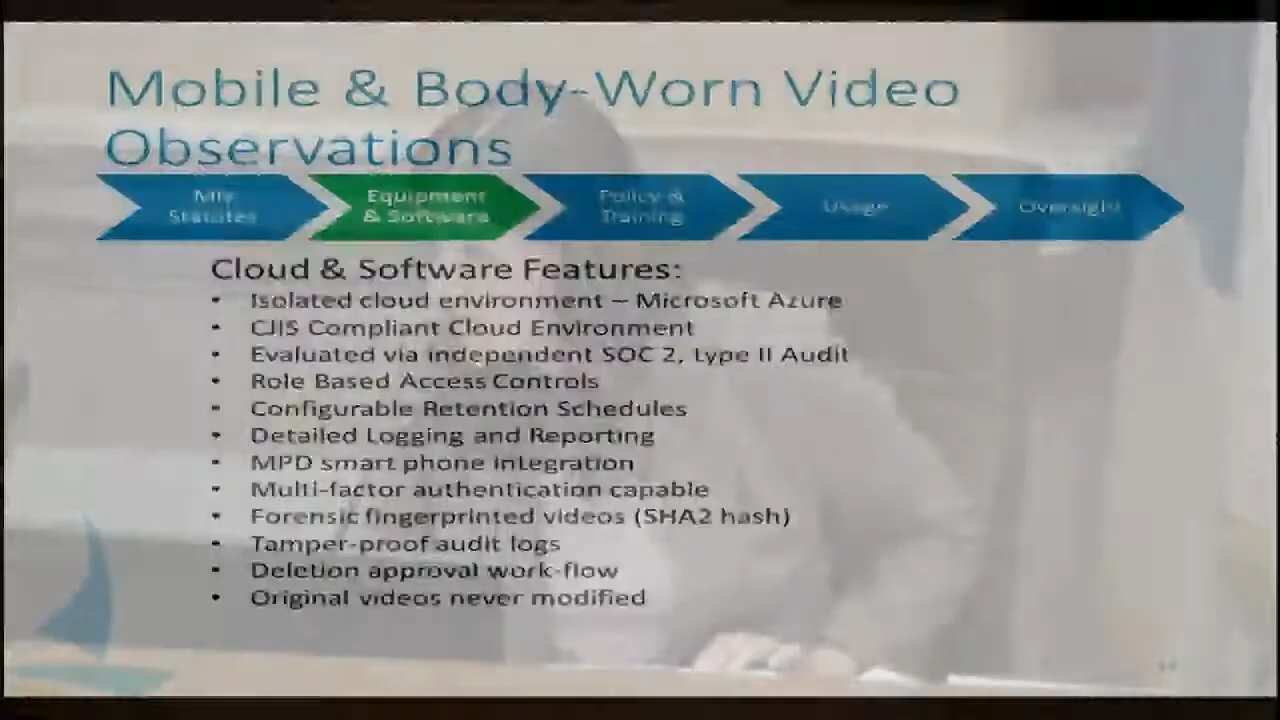 Mobile & Body-Worn Video
Observations
MN
Statutes
Equipment
& Software
Policy &
Training
Usage
Oversight
Cloud & Software Features:
• Isolated cloud environment – Microsoft Azure
• CJIS Compliant Cloud Environment
• Evaluated via independent SOC 2, type II Audit
• Role Based Access Controls
• Configurable Retention Schedules
• Detailed Logging and Reporting
• MPD smart phone integration
• Multi-factor authentication capable
• Forensic fingerprinted videos (SHA2 hash)
• Tamper-proof audit logs
• Deletion approval work-flow
• Original videos never modified